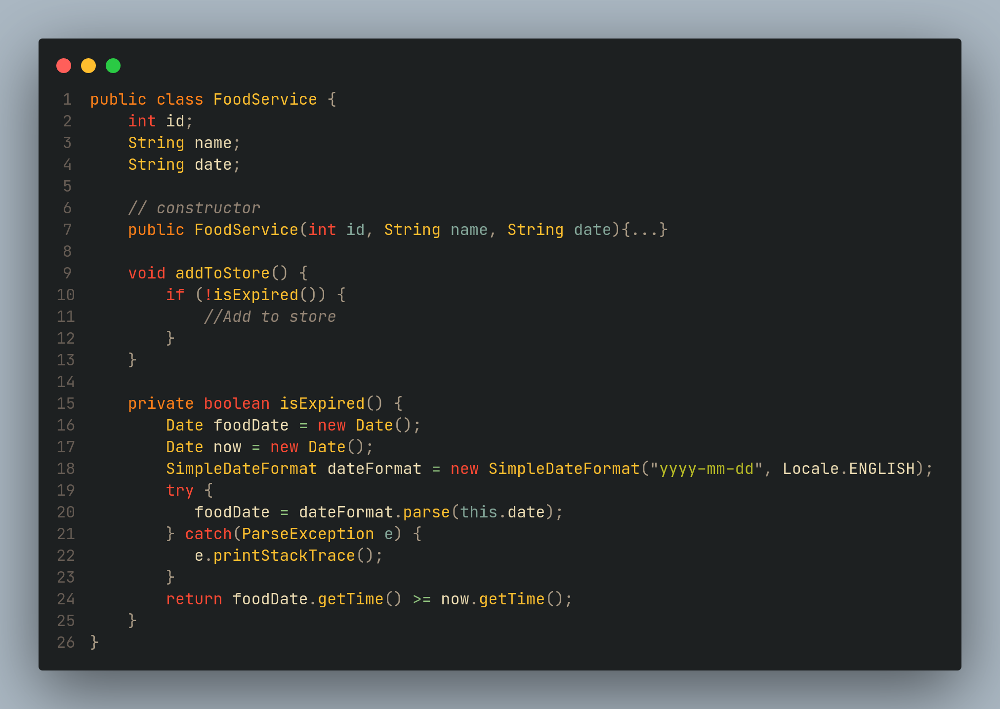 1 public class FoodService {
2     int id;
3     String name;
4     String date;
5
6     // constructor
7     public FoodService(int id, String name, String date){...}
8
9     void addToStore() {
10         if (!isExpired()) {
11             //Add to store
12         }
13     }
14
15     private boolean isExpired() {
16         Date foodDate = new Date();
17         Date now = new Date();
18         SimpleDateFormat dateFormat = new SimpleDateFormat("yyyy-mm-dd", Locale.ENGLISH);
19         try {
20            foodDate = dateFormat.parse(this.date);
21         } catch(ParseException e) {
22            e.printStackTrace();
23         }
24         return foodDate.getTime() >= now.getTime();
25     }
26 }